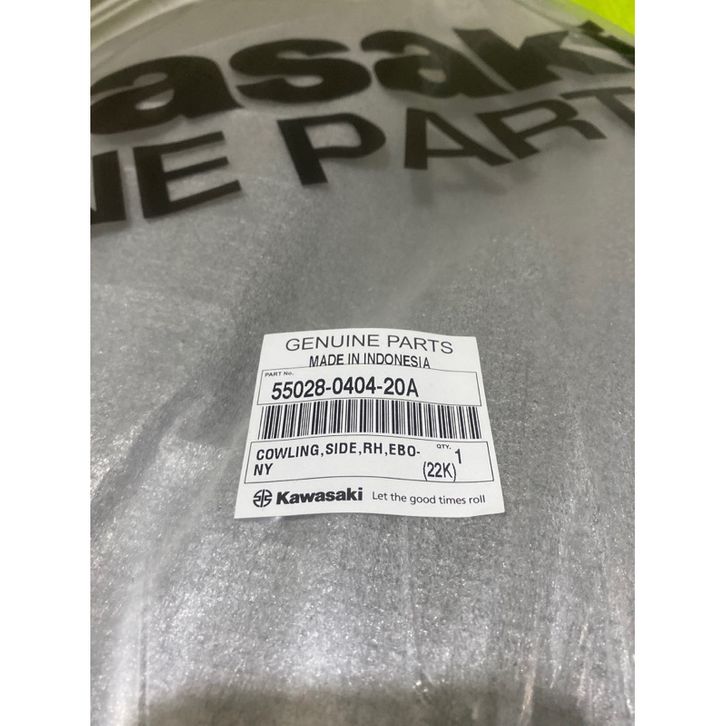 asaki
NE PART
GENUINE PARTS
MADE IN INDONESIA
PART No.
55028-0404-20A
COWLING,SIDE,RH,EBO-
NY
QTY. 1
(22K)
Kawasaki Let the good times roll